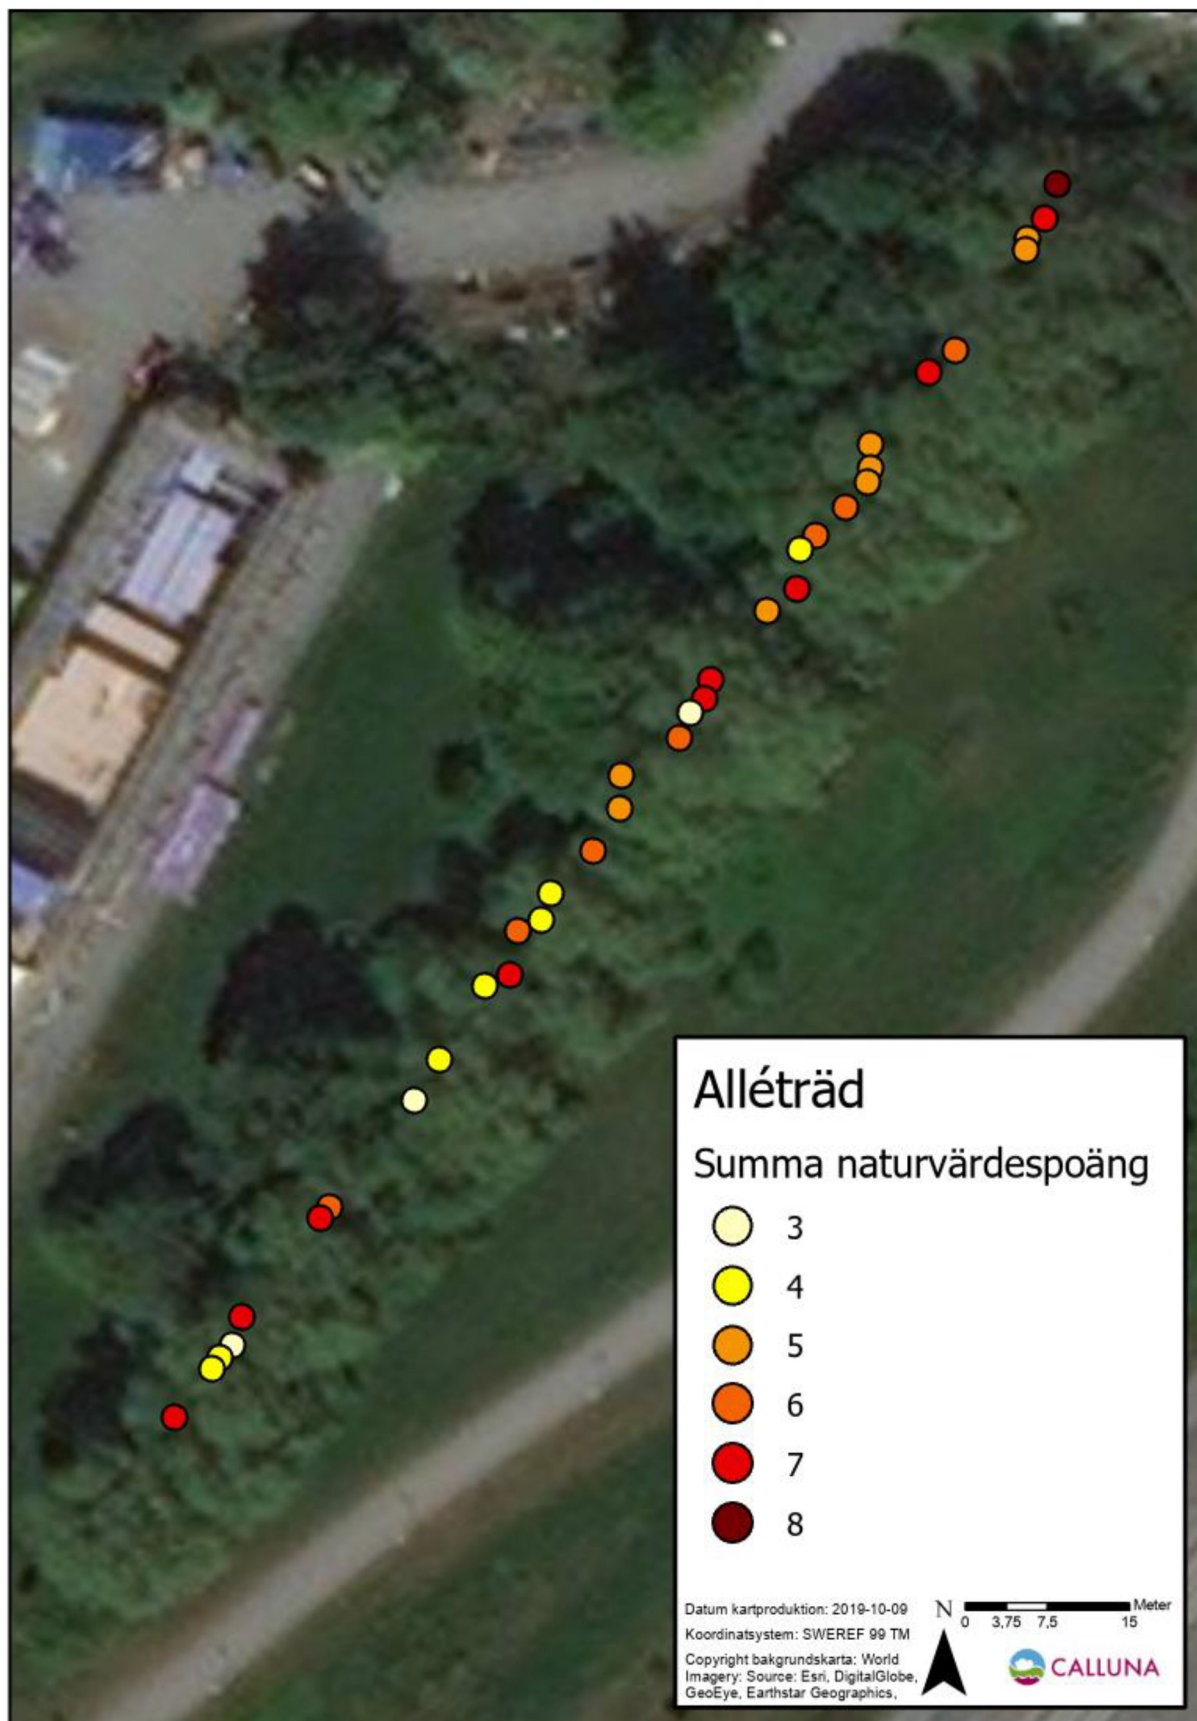 Alléträd
Summa naturvärdespoäng
3
4
5
6
7
8
Datum kartproduktion: 2019-10-09
Koordinatsystem: SWEREF 99 TM
Copyright bakgrundskarta: World
Imagery: Source: Esri, DigitalGlobe,
GeoEye, Earthstar Geographics,
N
0 3,75 7,5 15 Meter
CALLUNA